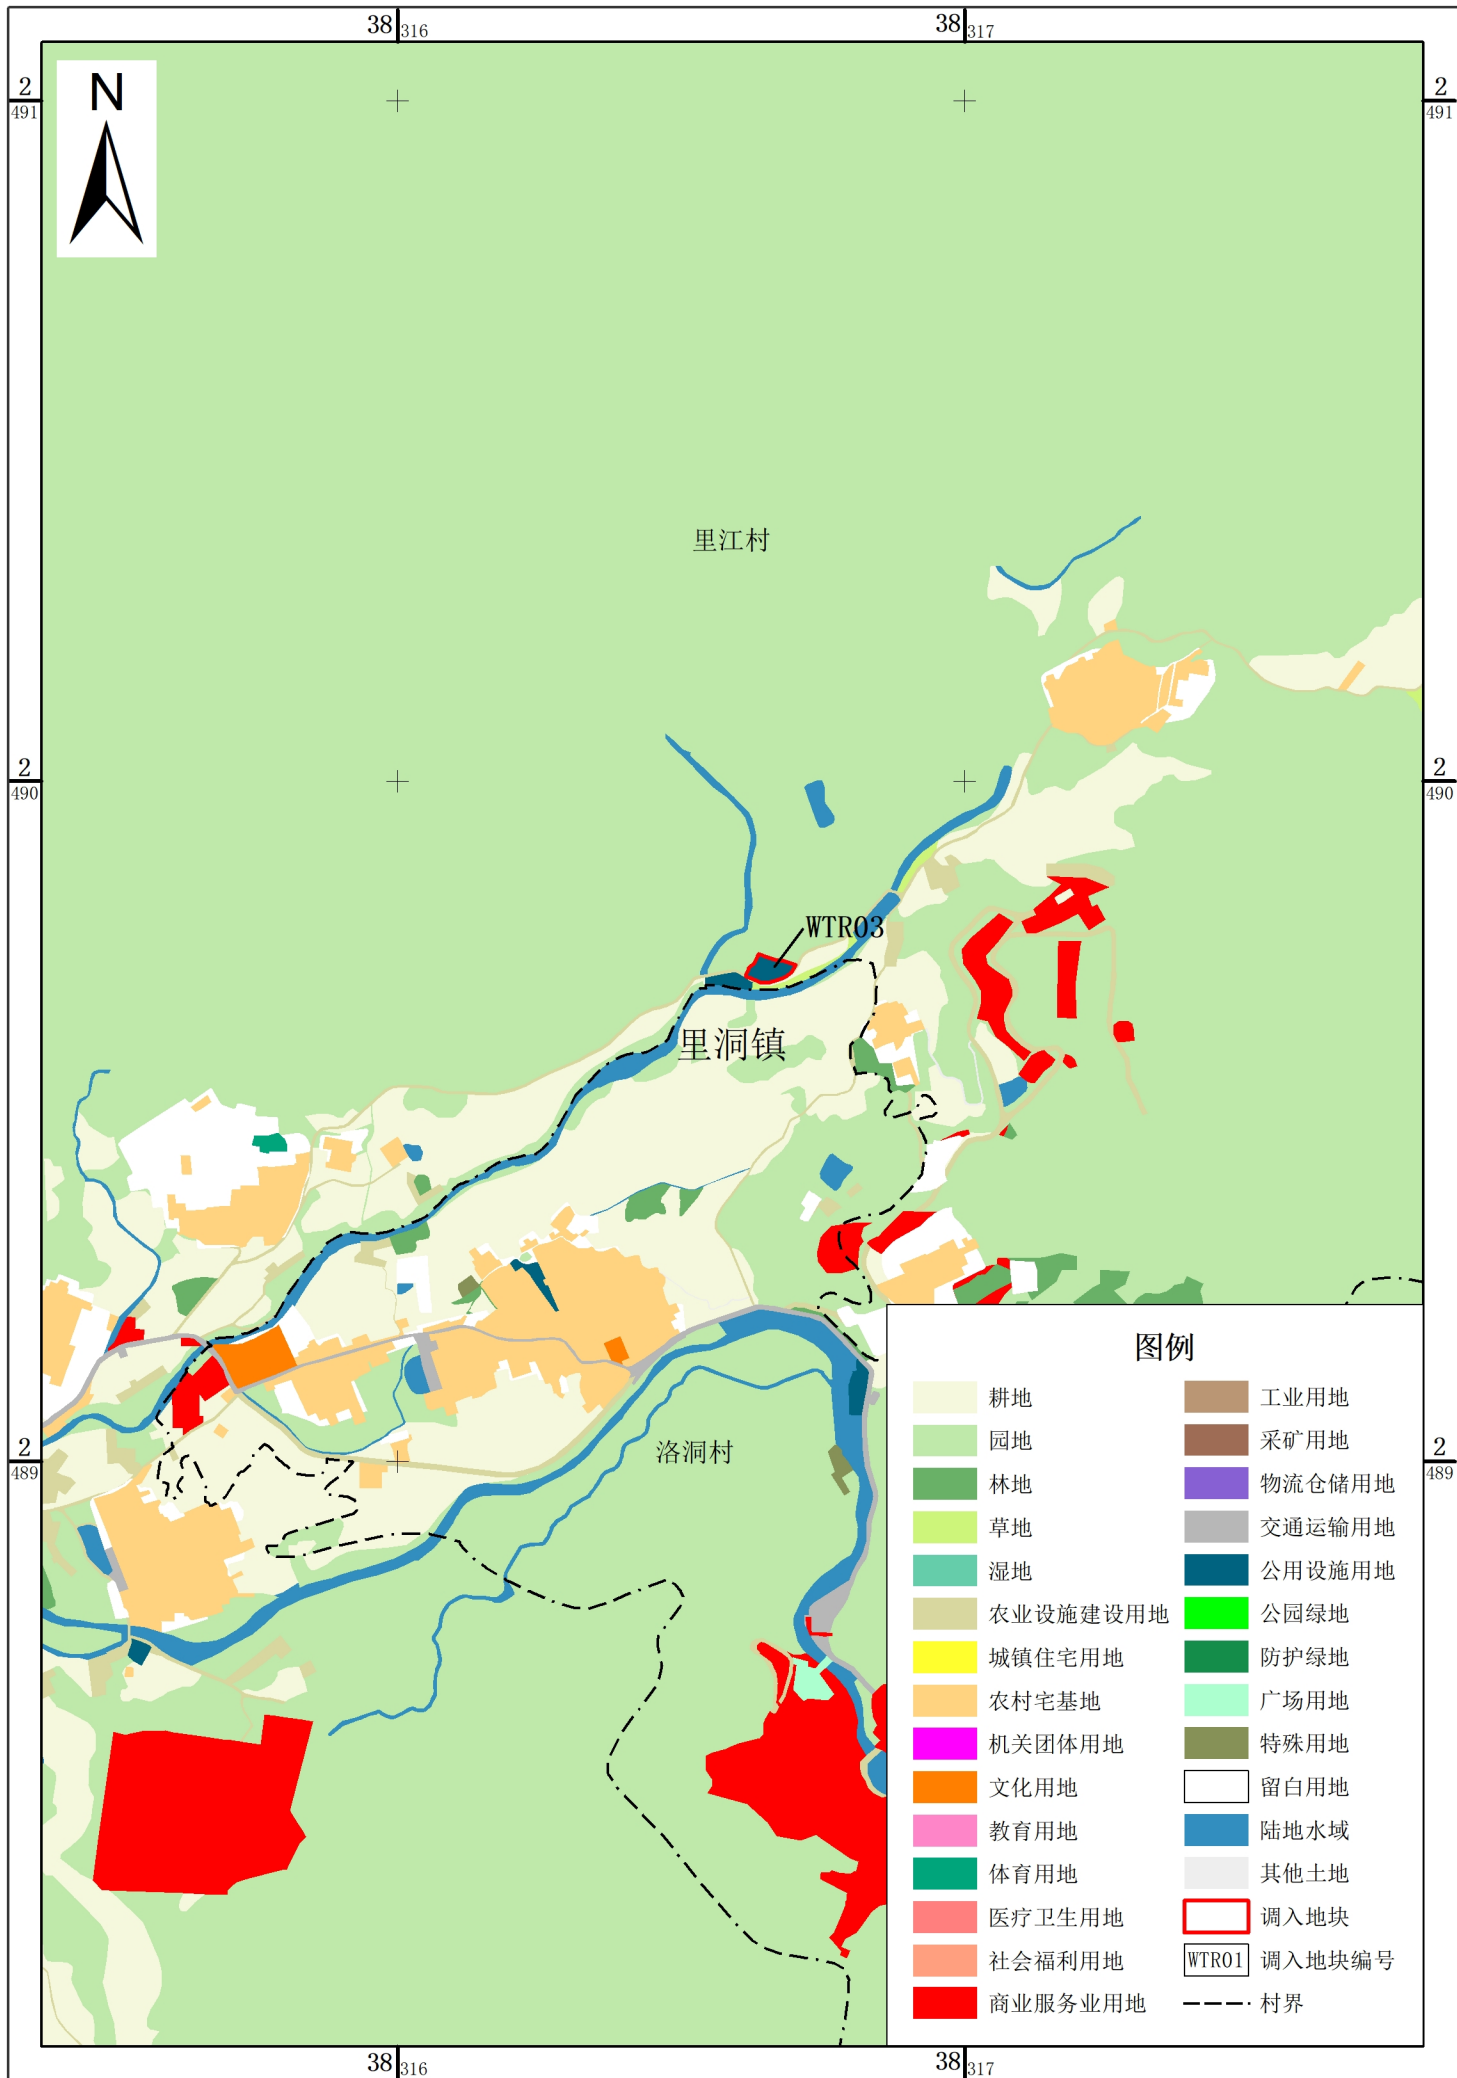 38 316
38 317
2 491
2 491
N
里江村
2 490
2 490
WTR03
里洞镇
洛洞村
2 489
2 489
图例
耕地
园地
林地
草地
湿地
农业设施建设用地
城镇住宅用地
农村宅基地
机关团体用地
文化用地
教育用地
体育用地
医疗卫生用地
社会福利用地
商业服务业用地
工业用地
采矿用地
物流仓储用地
交通运输用地
公用设施用地
公园绿地
防护绿地
广场用地
特殊用地
留白用地
陆地水域
其他土地
调入地块
WTR01 调入地块编号
村界
38 316
38 317